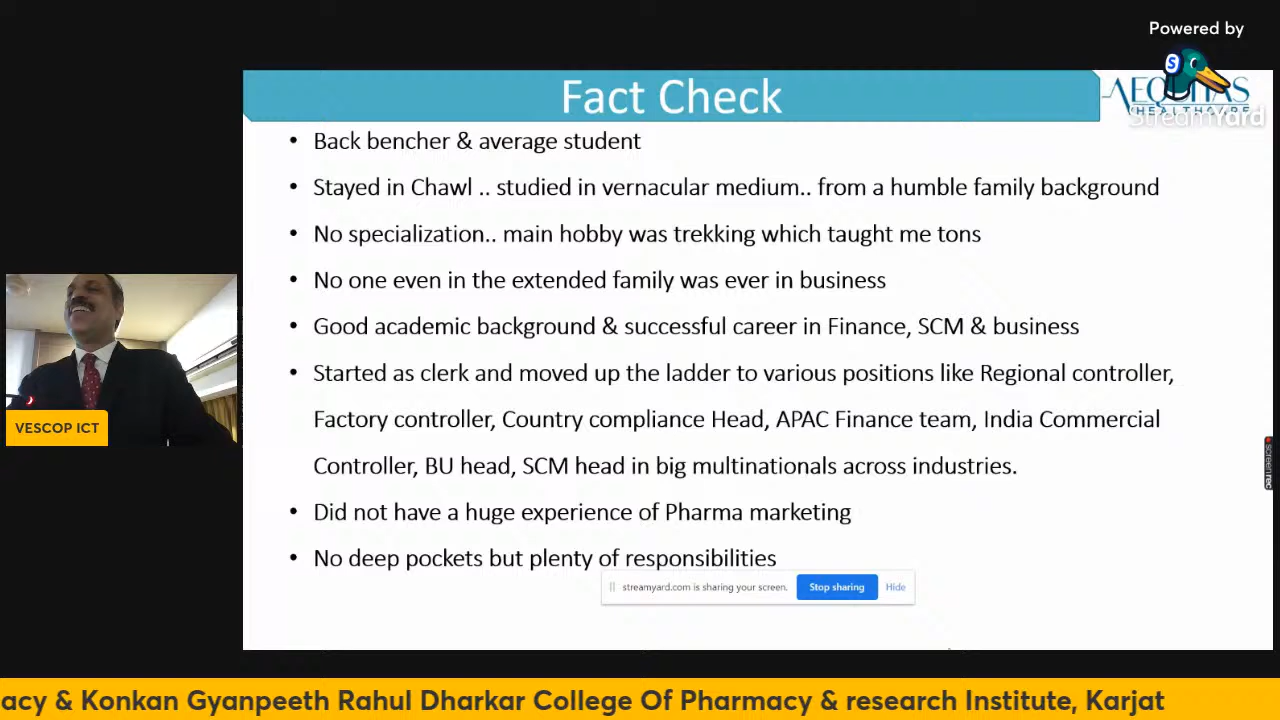 Powered by
S
StreamYard
Fact Check
AEQUITAS
HEALTHCARE
• Back bencher & average student
• Stayed in Chawl .. studied in vernacular medium.. from a humble family background
• No specialization.. main hobby was trekking which taught me tons
• No one even in the extended family was ever in business
• Good academic background & successful career in Finance, SCM & business
• Started as clerk and moved up the ladder to various positions like Regional controller,
Factory controller, Country compliance Head, APAC Finance team, India Commercial
Controller, BU head, SCM head in big multinationals across industries.
• Did not have a huge experience of Pharma marketing
• No deep pockets but plenty of responsibilities
streamyard.com is sharing your screen.
Stop sharing
Hide
VESCOP ICT
screenrec
acy & Konkan Gyanpeeth Rahul Dharkar College Of Pharmacy & research Institute, Karjat